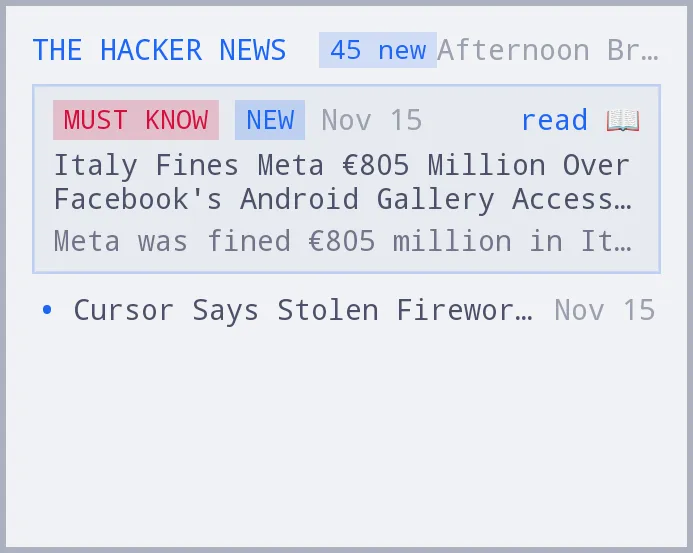 THE HACKER NEWS 45 new Afternoon Br…
MUST KNOW NEW Nov 15 read 📖
Italy Fines Meta €805 Million Over
Facebook's Android Gallery Access…
Meta was fined €805 million in It…
• Cursor Says Stolen Firewor… Nov 15